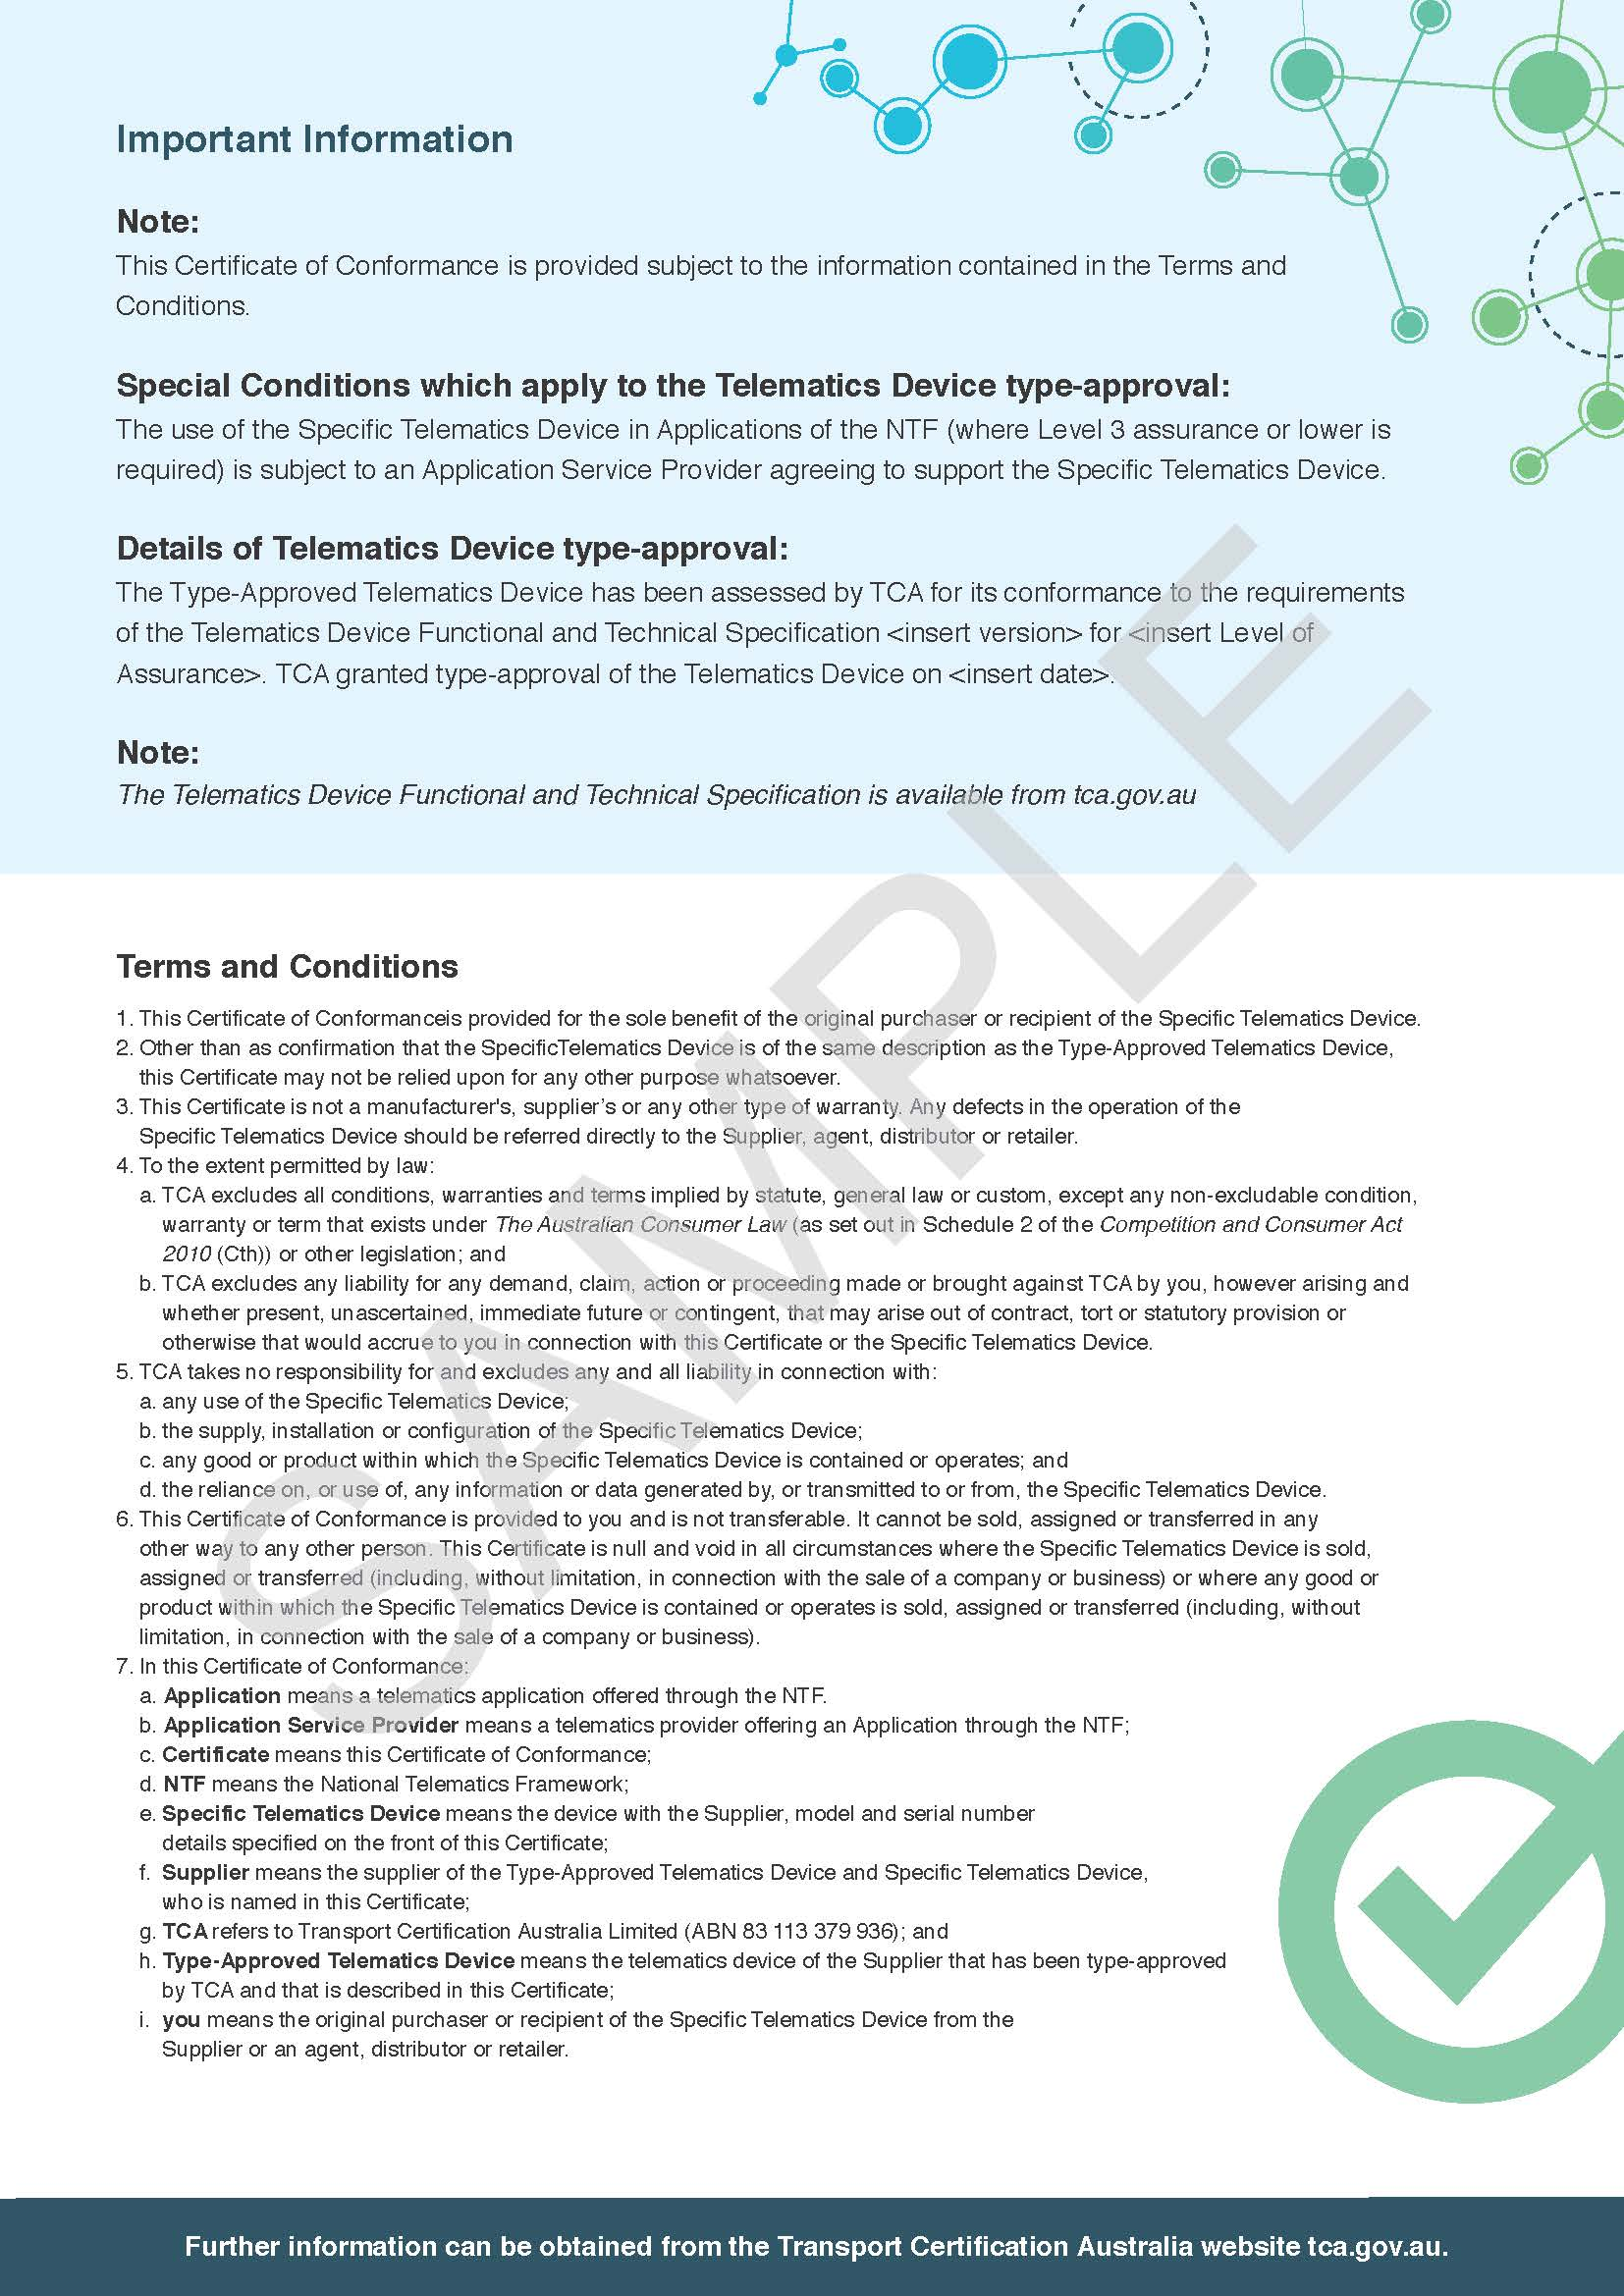 Important Information
Note:
This Certificate of Conformance is provided subject to the information contained in the Terms and
Conditions.
Special Conditions which apply to the Telematics Device type-approval:
The use of the Specific Telematics Device in Applications of the NTF (where Level 3 assurance or lower is
required) is subject to an Application Service Provider agreeing to support the Specific Telematics Device.
Details of Telematics Device type-approval:
The Type-Approved Telematics Device has been assessed by TCA for its conformance to the requirements
of the Telematics Device Functional and Technical Specification <insert version> for <insert Level of
Assurance>. TCA granted type-approval of the Telematics Device on <insert date>.
Note:
The Telematics Device Functional and Technical Specification is available from tca.gov.au
SAMPLE
Terms and Conditions
1. This Certificate of Conformanceis provided for the sole benefit of the original purchaser or recipient of the Specific Telematics Device.
2. Other than as confirmation that the SpecificTelematics Device is of the same description as the Type-Approved Telematics Device,
this Certificate may not be relied upon for any other purpose whatsoever.
3. This Certificate is not a manufacturer's, supplier’s or any other type of warranty. Any defects in the operation of the
Specific Telematics Device should be referred directly to the Supplier, agent, distributor or retailer.
4. To the extent permitted by law:
a. TCA excludes all conditions, warranties and terms implied by statute, general law or custom, except any non-excludable condition,
warranty or term that exists under The Australian Consumer Law (as set out in Schedule 2 of the Competition and Consumer Act
2010 (Cth)) or other legislation; and
b. TCA excludes any liability for any demand, claim, action or proceeding made or brought against TCA by you, however arising and
whether present, unascertained, immediate future or contingent, that may arise out of contract, tort or statutory provision or
otherwise that would accrue to you in connection with this Certificate or the Specific Telematics Device.
5. TCA takes no responsibility for and excludes any and all liability in connection with:
a. any use of the Specific Telematics Device;
b. the supply, installation or configuration of the Specific Telematics Device;
c. any good or product within which the Specific Telematics Device is contained or operates; and
d. the reliance on, or use of, any information or data generated by, or transmitted to or from, the Specific Telematics Device.
6. This Certificate of Conformance is provided to you and is not transferable. It cannot be sold, assigned or transferred in any
other way to any other person. This Certificate is null and void in all circumstances where the Specific Telematics Device is sold,
assigned or transferred (including, without limitation, in connection with the sale of a company or business) or where any good or
product within which the Specific Telematics Device is contained or operates is sold, assigned or transferred (including, without
limitation, in connection with the sale of a company or business).
7. In this Certificate of Conformance:
a. Application means a telematics application offered through the NTF.
b. Application Service Provider means a telematics provider offering an Application through the NTF;
c. Certificate means this Certificate of Conformance;
d. NTF means the National Telematics Framework;
e. Specific Telematics Device means the device with the Supplier, model and serial number
details specified on the front of this Certificate;
f. Supplier means the supplier of the Type-Approved Telematics Device and Specific Telematics Device,
who is named in this Certificate;
g. TCA refers to Transport Certification Australia Limited (ABN 83 113 379 936); and
h. Type-Approved Telematics Device means the telematics device of the Supplier that has been type-approved
by TCA and that is described in this Certificate;
i. you means the original purchaser or recipient of the Specific Telematics Device from the
Supplier or an agent, distributor or retailer.
Further information can be obtained from the Transport Certification Australia website tca.gov.au.